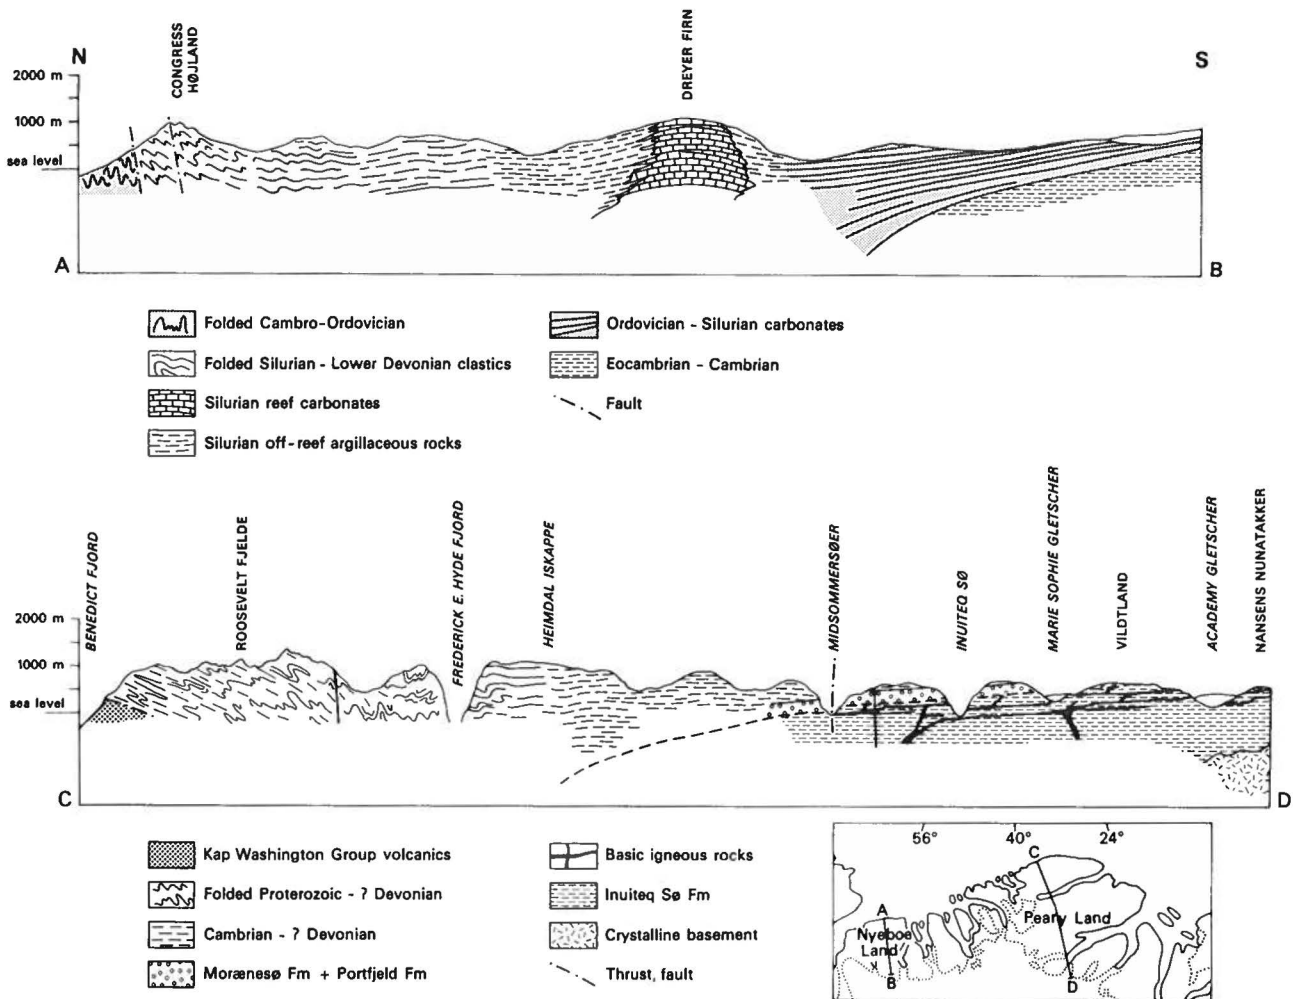 N
CONGRESS
HØJLAND
DREYER FIRN
S
2000 m
1000 m
sea level
A
B
Folded Cambro-Ordovician
Folded Silurian - Lower Devonian clastics
Silurian reef carbonates
Silurian off-reef argillaceous rocks
Ordovician - Silurian carbonates
Eocambrian - Cambrian
Fault
BENEDICT FJORD
ROOSEVELT FJELDE
FREDERICK E. HYDE FJORD
HEIMDAL ISKAPPE
MIDSOMMERSØER
INUITEQ SØ
MARIE SOPHIE GLETSCHER
VILDTLAND
ACADEMY GLETSCHER
NANSENS NUNATAKKER
2000 m
1000 m
sea level
C
D
Kap Washington Group volcanics
Folded Proterozoic - ? Devonian
Cambrian - ? Devonian
Morænesø Fm + Portfjeld Fm
Basic igneous rocks
Inuiteq Sø Fm
Crystalline basement
Thrust, fault
56° 40° 24°
C
A
Peary Land
Nyeboe
Land
x
B
D